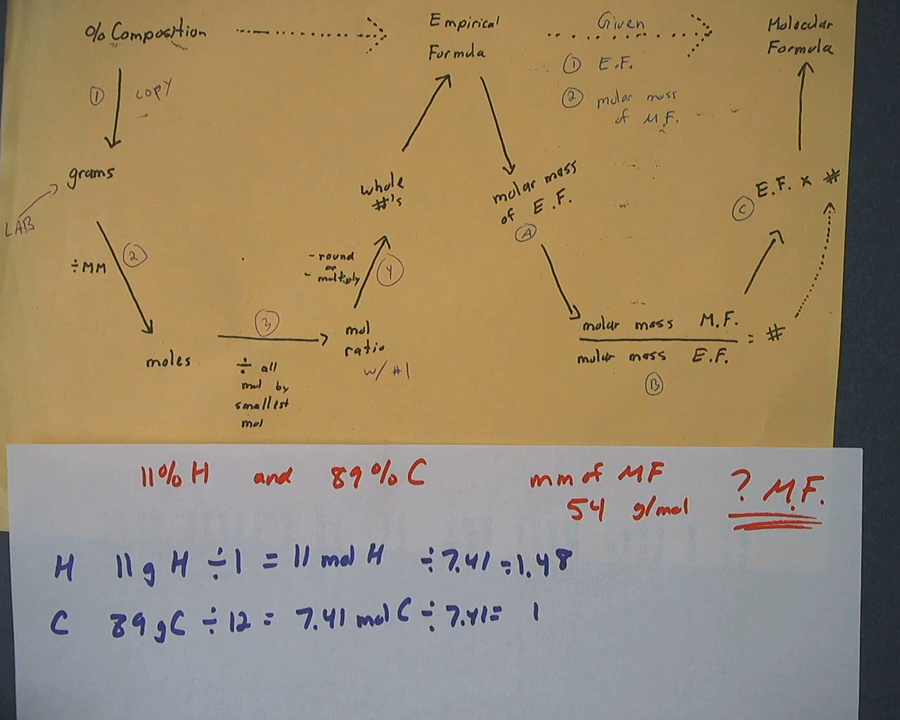 % Composition
Empirical
Formula
Given
① E.F.
② molar mass
of M.F.
Molecular
Formula
① COPY
grams
LAB
÷MM
②
moles
③
÷ all
mol by
smallest
mol
mol
ratio
w/ #1
- round
or
- multiply
④
whole
#'s
molar mass
of E.F.
Ⓐ
molar mass M.F.
molar mass E.F.
= #
Ⓑ
Ⓒ
E.F. x #
11% H and 89% C
mm of MF
54 g/mol
? M.F.
H 11g H ÷ 1 = 11 mol H ÷ 7.41 = 1.48
C 89gC ÷ 12 = 7.41 mol C ÷ 7.41 = 1